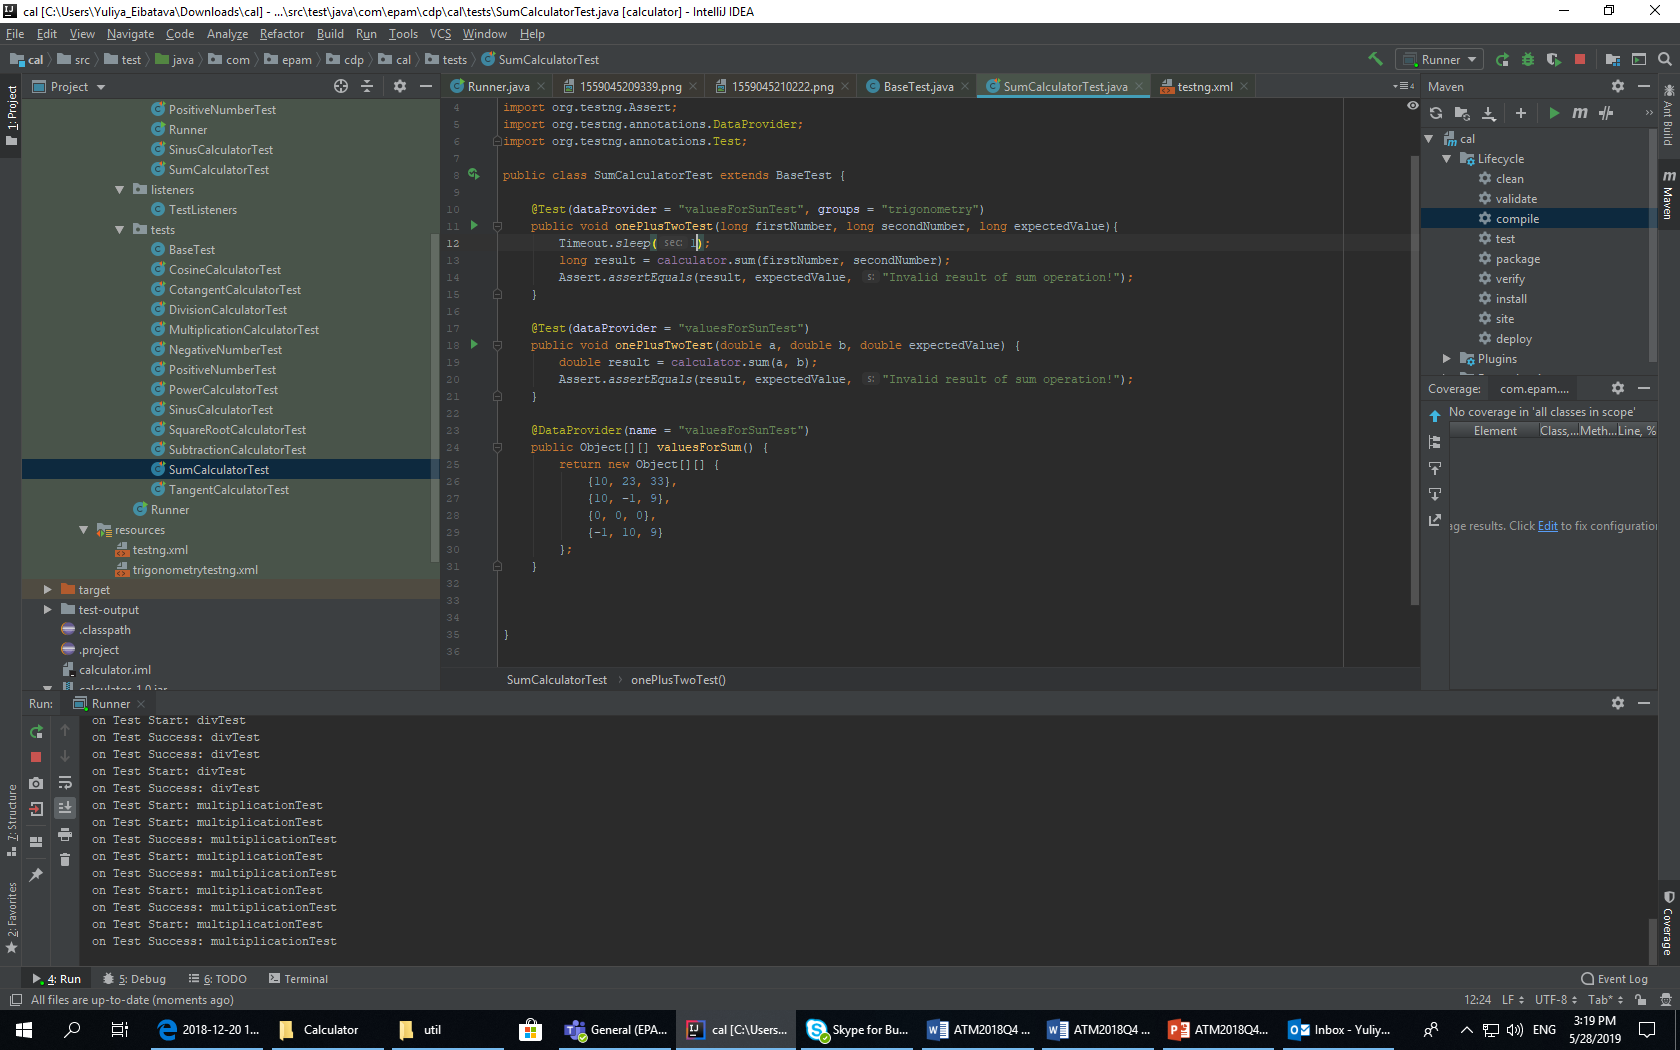 cal [C:\Users\Yuliya_Eibatava\Downloads\cal] - ...\src\test\java\com\epam\cdp\cal\tests\SumCalculatorTest.java [calculator] - IntelliJ IDEA
File Edit View Navigate Code Analyze Refactor Build Run Tools VCS Window Help
cal src test java com epam cdp cal tests SumCalculatorTest
Runner
1: Project
Project
Runner.java 1559045209339.png 1559045210222.png BaseTest.java SumCalculatorTest.java testng.xml
PositiveNumberTest
Runner
SinusCalculatorTest
SumCalculatorTest
listeners
TestListeners
tests
BaseTest
CosineCalculatorTest
CotangentCalculatorTest
DivisionCalculatorTest
MultiplicationCalculatorTest
NegativeNumberTest
PositiveNumberTest
PowerCalculatorTest
SinusCalculatorTest
SquareRootCalculatorTest
SubtractionCalculatorTest
SumCalculatorTest
TangentCalculatorTest
Runner
resources
testng.xml
trigonometrytestng.xml
target
test-output
.classpath
.project
calculator.iml
calculator-1.0.jar
4 import org.testng.Assert;
5 import org.testng.annotations.DataProvider;
6 import org.testng.annotations.Test;
7
8 public class SumCalculatorTest extends BaseTest {
9
10 @Test(dataProvider = "valuesForSunTest", groups = "trigonometry")
11 public void onePlusTwoTest(long firstNumber, long secondNumber, long expectedValue){
12 Timeout.sleep( sec: 1);
13 long result = calculator.sum(firstNumber, secondNumber);
14 Assert.assertEquals(result, expectedValue, s: "Invalid result of sum operation!");
15 }
16
17 @Test(dataProvider = "valuesForSunTest")
18 public void onePlusTwoTest(double a, double b, double expectedValue) {
19 double result = calculator.sum(a, b);
20 Assert.assertEquals(result, expectedValue, s: "Invalid result of sum operation!");
21 }
22
23 @DataProvider(name = "valuesForSunTest")
24 public Object[][] valuesForSum() {
25 return new Object[][] {
26 {10, 23, 33},
27 {10, -1, 9},
28 {0, 0, 0},
29 {-1, 10, 9}
30 };
31 }
32
33
34
35 }
36
SumCalculatorTest onePlusTwoTest()
Maven
cal
Lifecycle
clean
validate
compile
test
package
verify
install
site
deploy
Plugins
Coverage: com.epam....
No coverage in 'all classes in scope'
Element Class,... Meth... Line, %
age results. Click Edit to fix configuration
Ant Build
Maven
Coverage
Run: Runner
on Test Start: divTest
on Test Success: divTest
on Test Success: divTest
on Test Start: divTest
on Test Success: divTest
on Test Start: multiplicationTest
on Test Start: multiplicationTest
on Test Success: multiplicationTest
on Test Start: multiplicationTest
on Test Success: multiplicationTest
on Test Start: multiplicationTest
on Test Success: multiplicationTest
on Test Start: multiplicationTest
on Test Success: multiplicationTest
7: Structure
2: Favorites
4: Run 5: Debug 6: TODO Terminal Event Log
All files are up-to-date (moments ago) 12:24 LF UTF-8 Tab*
2018-12-20 1... Calculator util General (EPA... cal [C:\Users... Skype for Bu... ATM2018Q4 ... ATM2018Q4 ... ATM2018Q4... Inbox - Yuliy... ENG 3:19 PM
5/28/2019